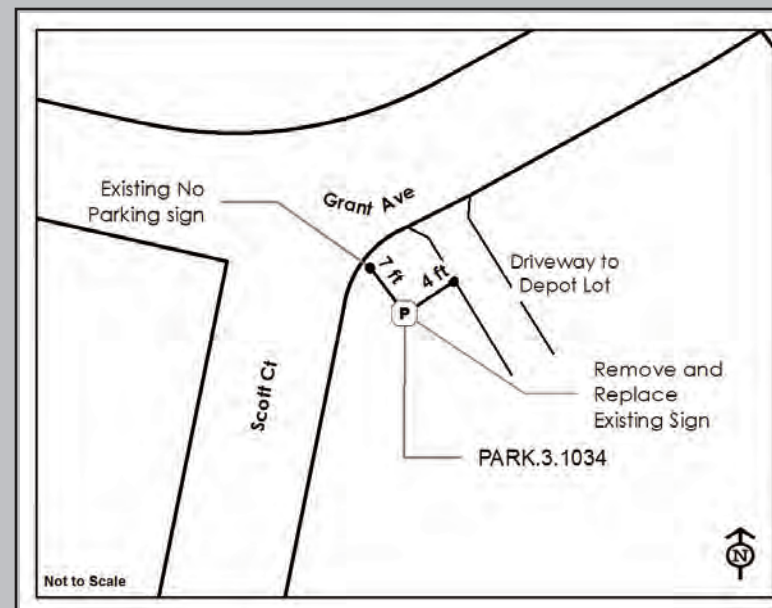 Existing No
Parking sign
Grant Ave
7 ft
4 ft
Driveway to
Depot Lot
P
Remove and
Replace
Existing Sign
Scott Ct
PARK.3.1034
Not to Scale
N